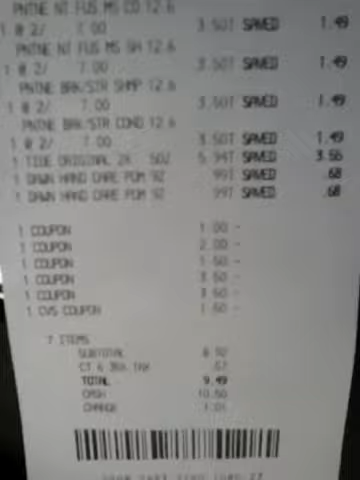 PNTNE NT FUS MS CO 12.6
1 @ 2/ 7.00 3.50T SAVED 1.49
PNTNE NT FUS MS SH 12.6
1 @ 2/ 7.00 3.50T SAVED 1.49
PNTNE BRK/STR SHMP 12.6
1 @ 2/ 7.00 3.50T SAVED 1.49
PNTNE BRK/STR COND 12.6
1 @ 2/ 7.00 3.50T SAVED 1.49
1 TIDE ORIGINAL 2X 50Z 5.94T SAVED 3.55
1 DAWN HAND CARE POM 9Z .99T SAVED .68
1 DAWN HAND CARE POM 9Z .99T SAVED .68
1 COUPON 1.00 -
1 COUPON 2.00 -
1 COUPON 1.50 -
1 COUPON 3.50 -
1 COUPON 3.50 -
1 CVS COUPON 1.50 -
7 ITEMS
SUBTOTAL 8.92
CT 6.35% TAX .57
TOTAL 9.49
CASH 10.50
CHANGE 1.01